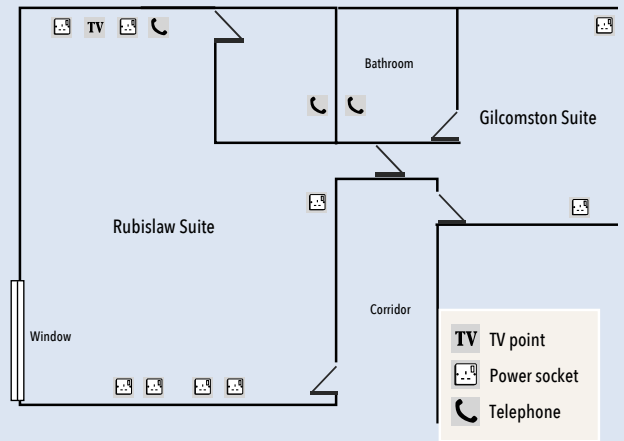 TV
Bathroom
Gilcomston Suite
Rubislaw Suite
Corridor
Window
TV TV point
Power socket
Telephone